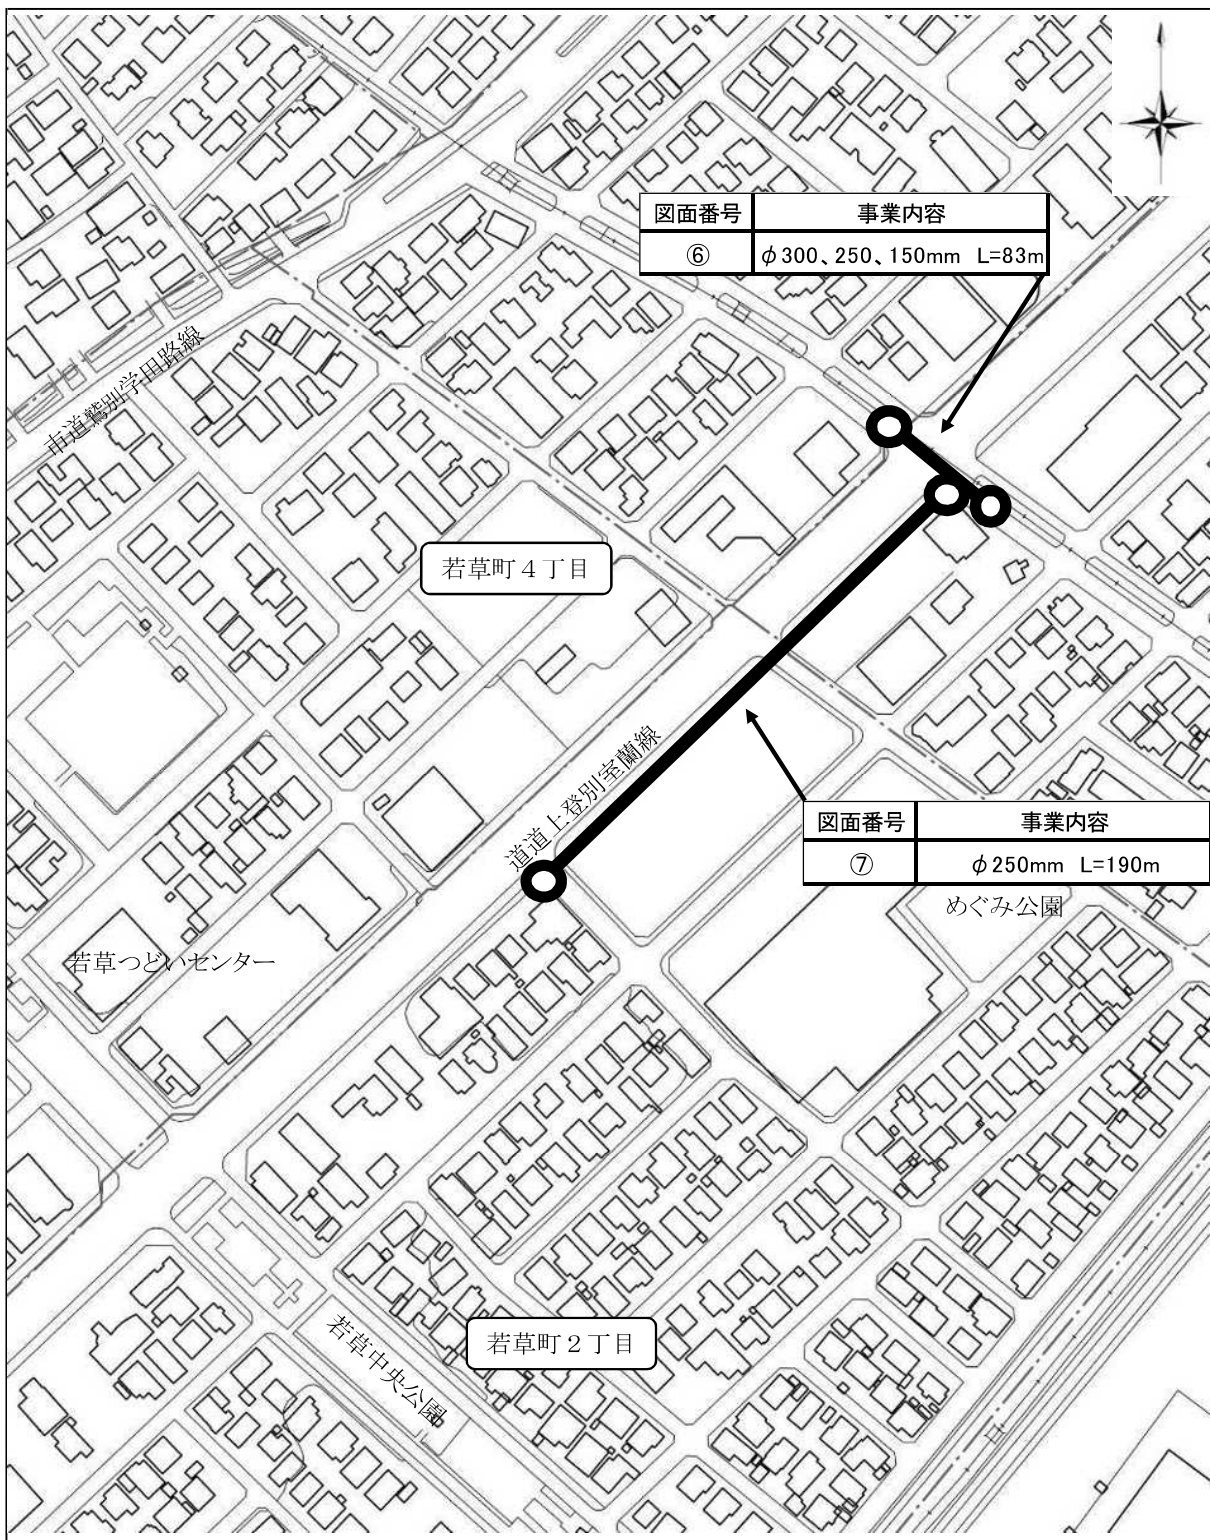 図面番号 事業内容
⑥ φ300、250、150mm L=83m
市道鷲別学田路線
若草町４丁目
道道上登別室蘭線
図面番号 事業内容
⑦ φ250mm L=190m
めぐみ公園
若草つどいセンター
若草町２丁目
若草中央公園